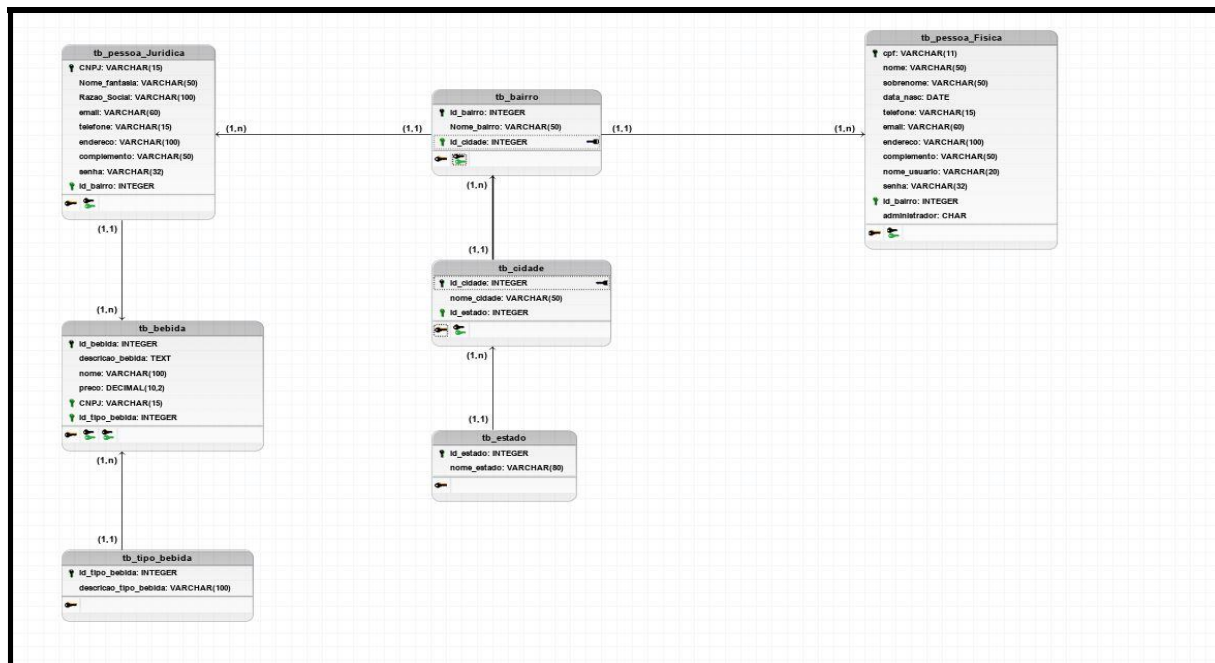 tb_pessoa_Juridica
CNPJ: VARCHAR(15)
Nome_fantasia: VARCHAR(50)
Razao_Social: VARCHAR(100)
email: VARCHAR(60)
telefone: VARCHAR(15)
endereco: VARCHAR(100)
complemento: VARCHAR(50)
senha: VARCHAR(32)
id_bairro: INTEGER
(1,n)
(1,1)
tb_bairro
id_bairro: INTEGER
Nome_bairro: VARCHAR(50)
id_cidade: INTEGER
(1,1)
(1,n)
tb_pessoa_Fisica
cpf: VARCHAR(11)
nome: VARCHAR(50)
sobrenome: VARCHAR(50)
data_nasc: DATE
telefone: VARCHAR(15)
email: VARCHAR(60)
endereco: VARCHAR(100)
complemento: VARCHAR(50)
nome_usuario: VARCHAR(20)
senha: VARCHAR(32)
id_bairro: INTEGER
administrador: CHAR
(1,n)
(1,1)
tb_cidade
id_cidade: INTEGER
nome_cidade: VARCHAR(50)
id_estado: INTEGER
(1,n)
(1,1)
tb_estado
id_estado: INTEGER
nome_estado: VARCHAR(80)
(1,1)
(1,n)
tb_bebida
id_bebida: INTEGER
descricao_bebida: TEXT
nome: VARCHAR(100)
preco: DECIMAL(10,2)
CNPJ: VARCHAR(15)
id_tipo_bebida: INTEGER
(1,n)
(1,1)
tb_tipo_bebida
id_tipo_bebida: INTEGER
descricao_tipo_bebida: VARCHAR(100)